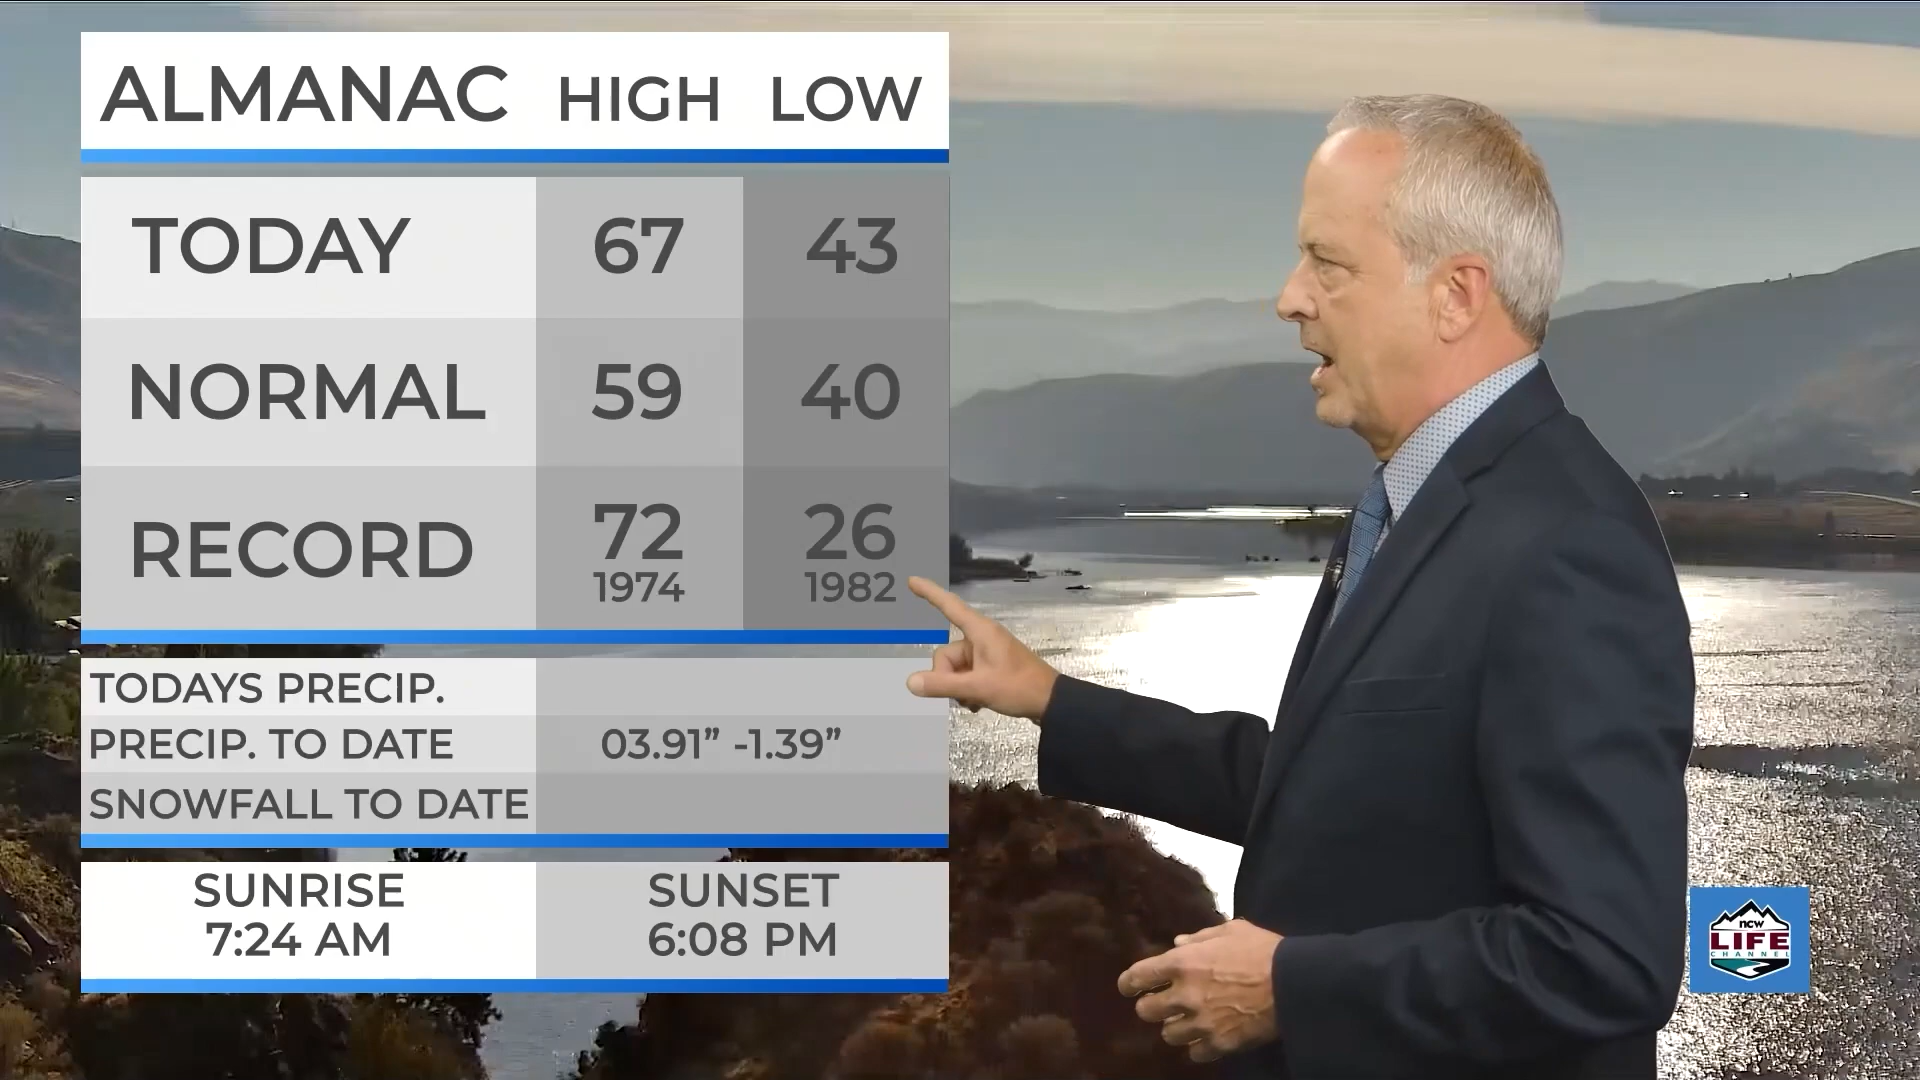 ALMANAC HIGH LOW
TODAY 67 43
NORMAL 59 40
RECORD 72 26
1974 1982
TODAYS PRECIP.
PRECIP. TO DATE 03.91” -1.39”
SNOWFALL TO DATE
SUNRISE SUNSET
7:24 AM 6:08 PM
ncw
LIFE
CHANNEL